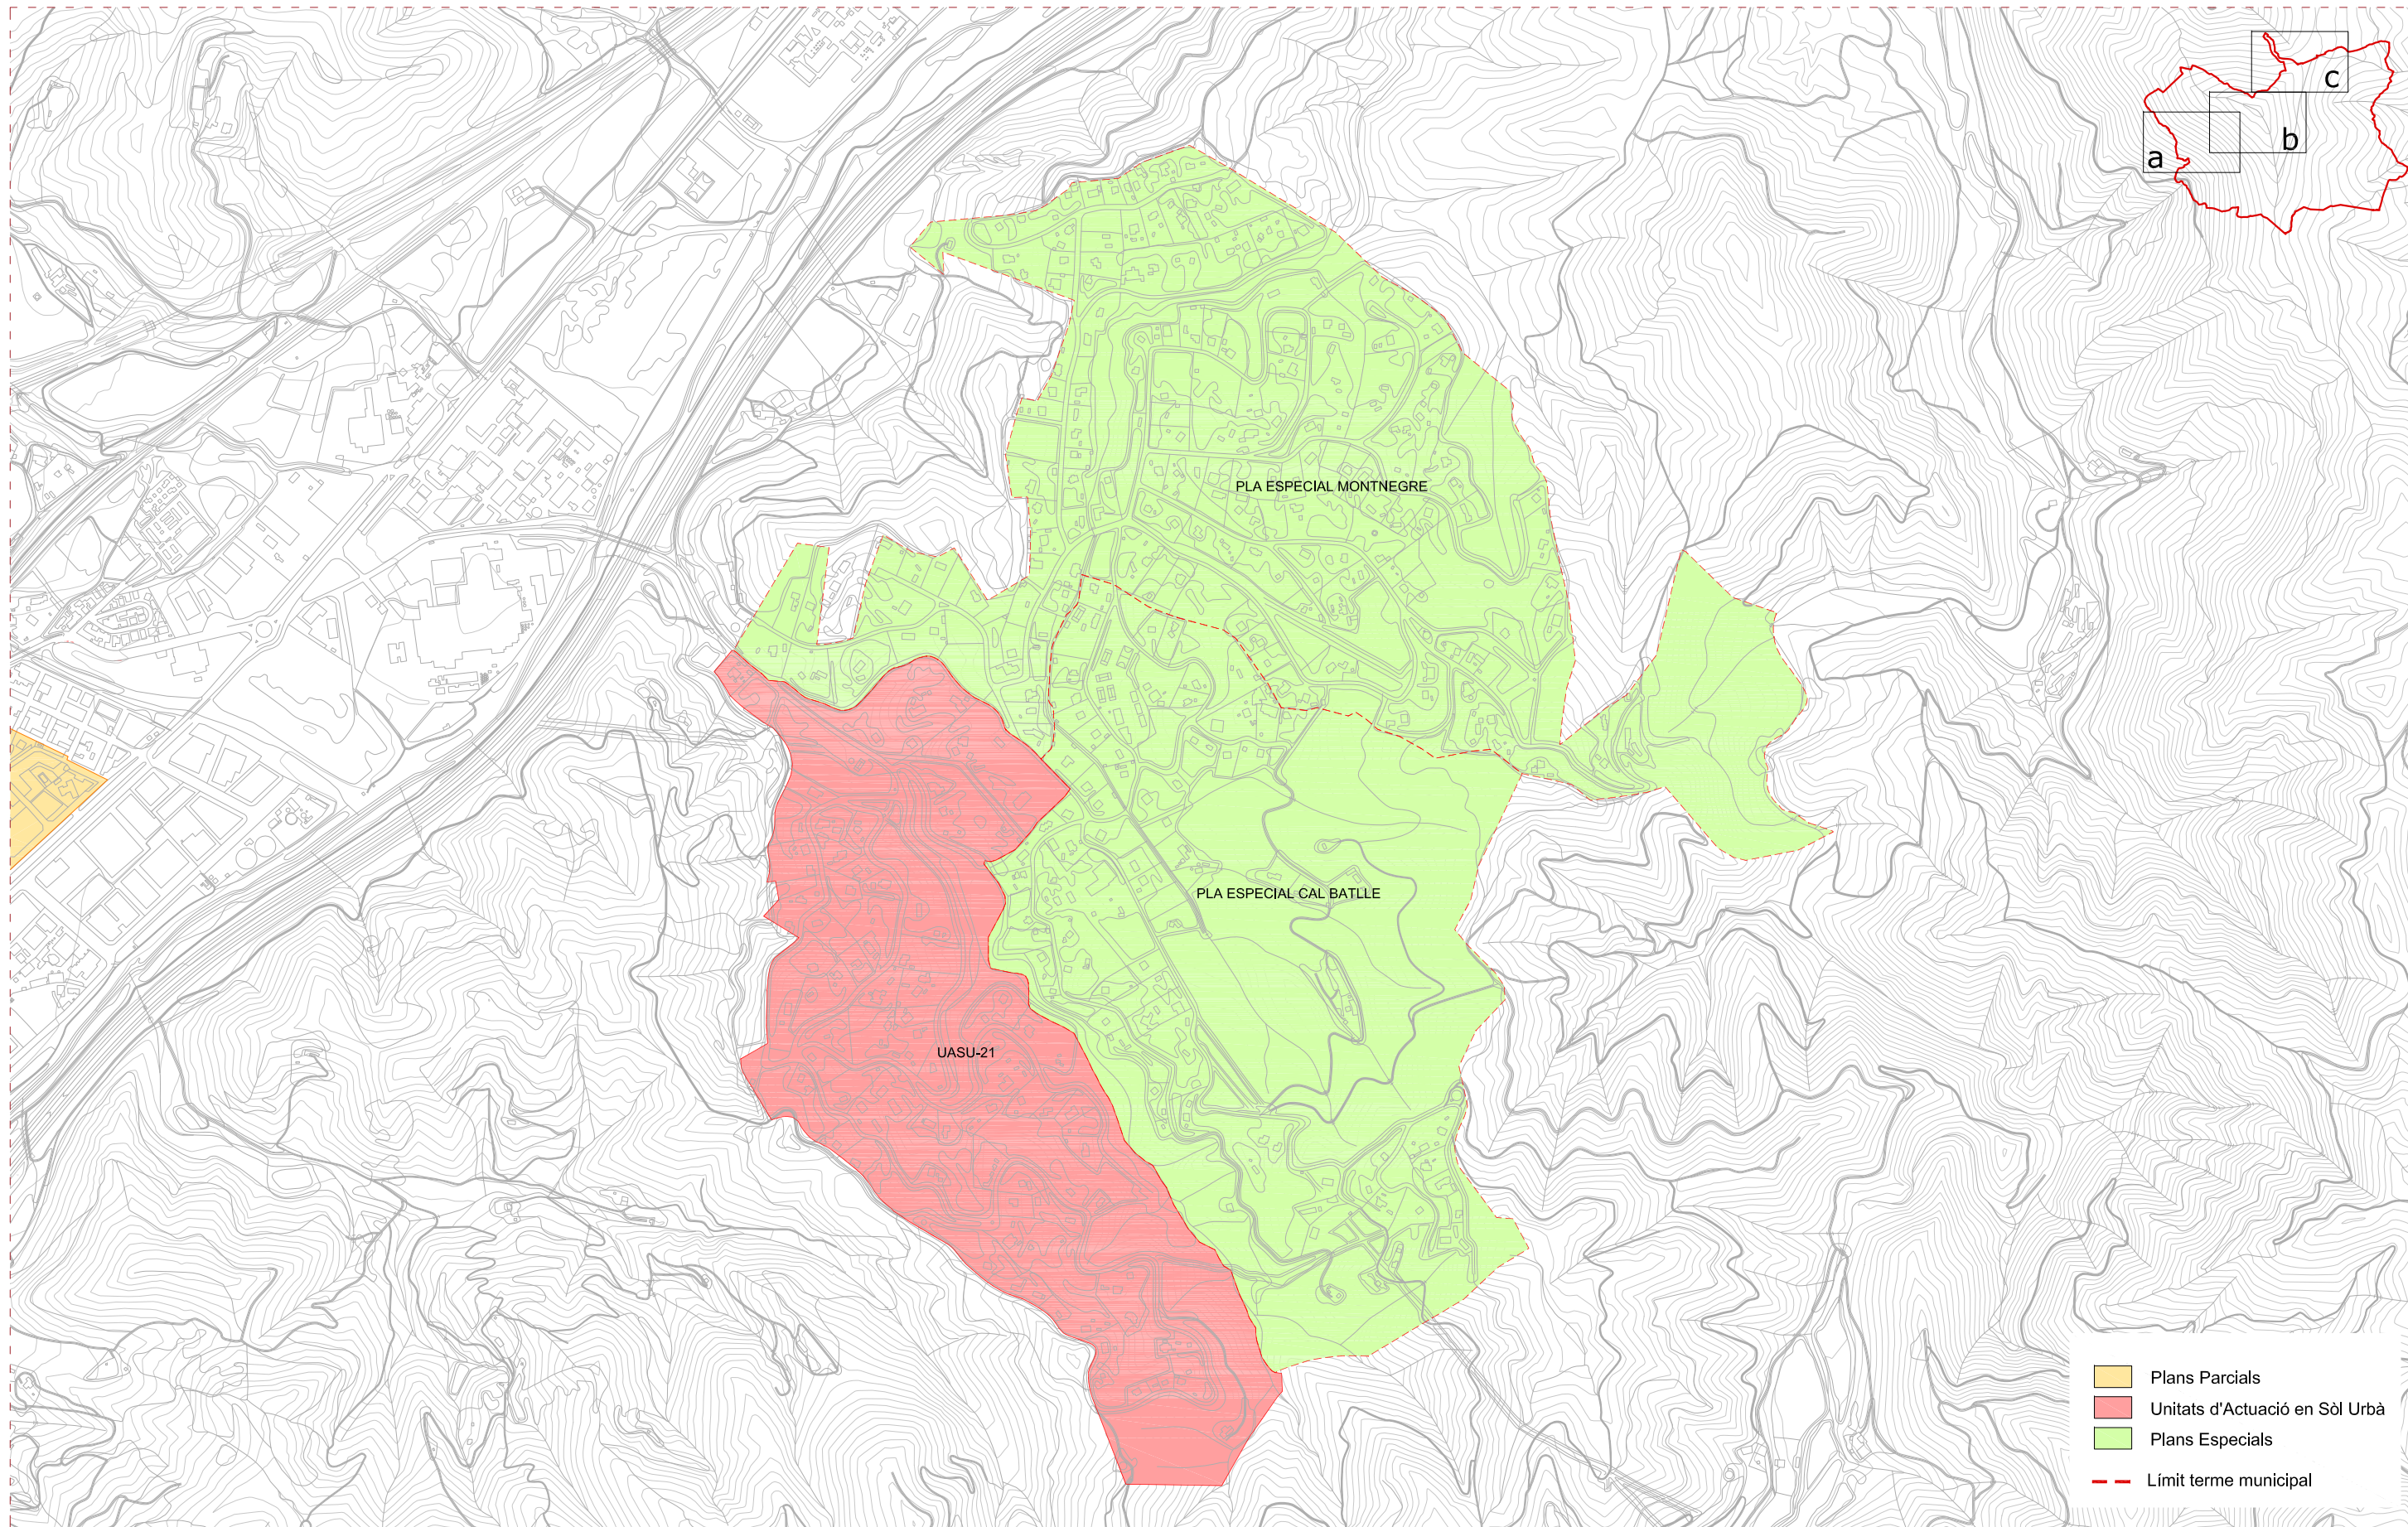 c
b
a
PLA ESPECIAL MONTNEGRE
PLA ESPECIAL CAL BATLLE
UASU-21
Plans Parcials
Unitats d'Actuació en Sòl Urbà
Plans Especials
Límit terme municipal